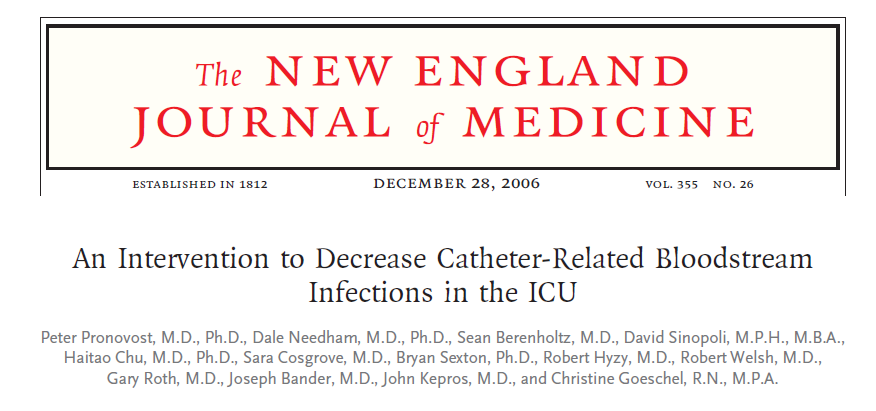 The NEW ENGLAND
JOURNAL of MEDICINE
ESTABLISHED IN 1812 DECEMBER 28, 2006 VOL. 355 NO. 26
An Intervention to Decrease Catheter-Related Bloodstream
Infections in the ICU
Peter Pronovost, M.D., Ph.D., Dale Needham, M.D., Ph.D., Sean Berenholtz, M.D., David Sinopoli, M.P.H., M.B.A.,
Haitao Chu, M.D., Ph.D., Sara Cosgrove, M.D., Bryan Sexton, Ph.D., Robert Hyzy, M.D., Robert Welsh, M.D.,
Gary Roth, M.D., Joseph Bander, M.D., John Kepros, M.D., and Christine Goeschel, R.N., M.P.A.